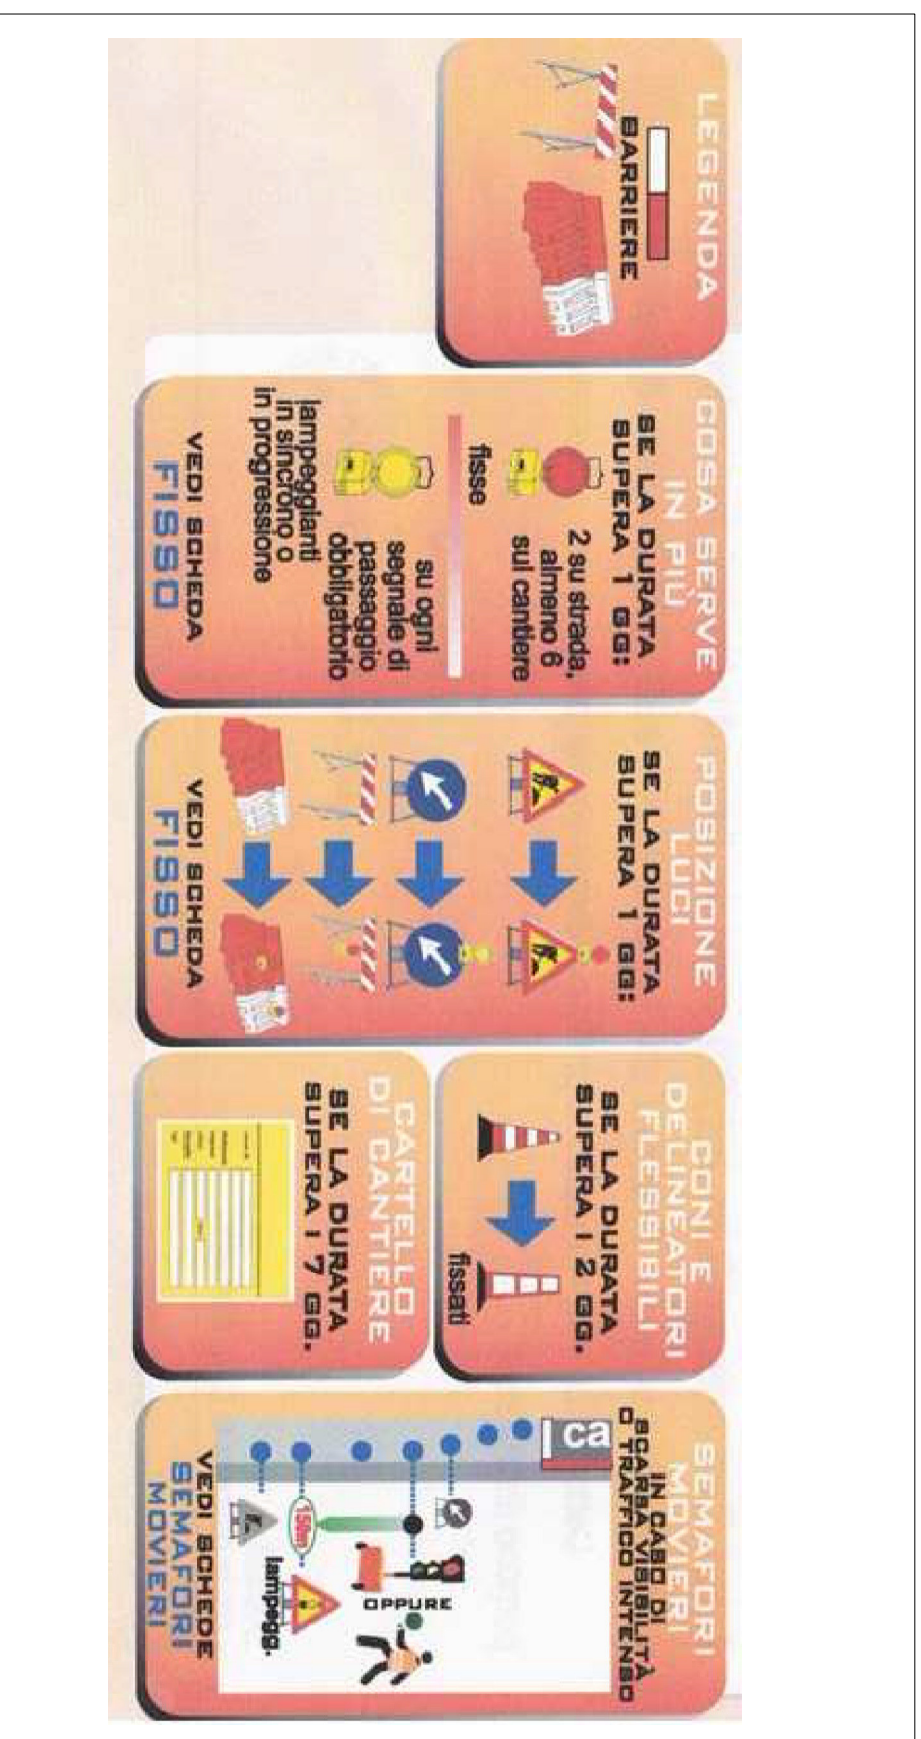 LEGENDA
BARRIERE
COSA SERVE
IN PIÙ
SE LA DURATA
SUPERA 1 GG:
2 su strada,
almeno 6
sul cantiere
fisse
su ogni
segnale di
passaggio
obbligatorio
lampeggianti
in sincrono o
in progressione
VEDI SCHEDA
FISSO
POSIZIONE
LUCI
SE LA DURATA
SUPERA 1 GG:
VEDI SCHEDA
FISSO
CONI E
DELINEATORI
FLESSIBILI
SE LA DURATA
SUPERA I 2 GG.
fissati
CARTELLO
DI CANTIERE
SE LA DURATA
SUPERA I 7 GG.
SEMAFORI
MOVIERI
IN CASO DI
SCARSA VISIBILITÀ
O TRAFFICO INTENSO
ca
OPPURE
150m
lampegg.
VEDI SCHEDE
SEMAFORI
MOVIERI